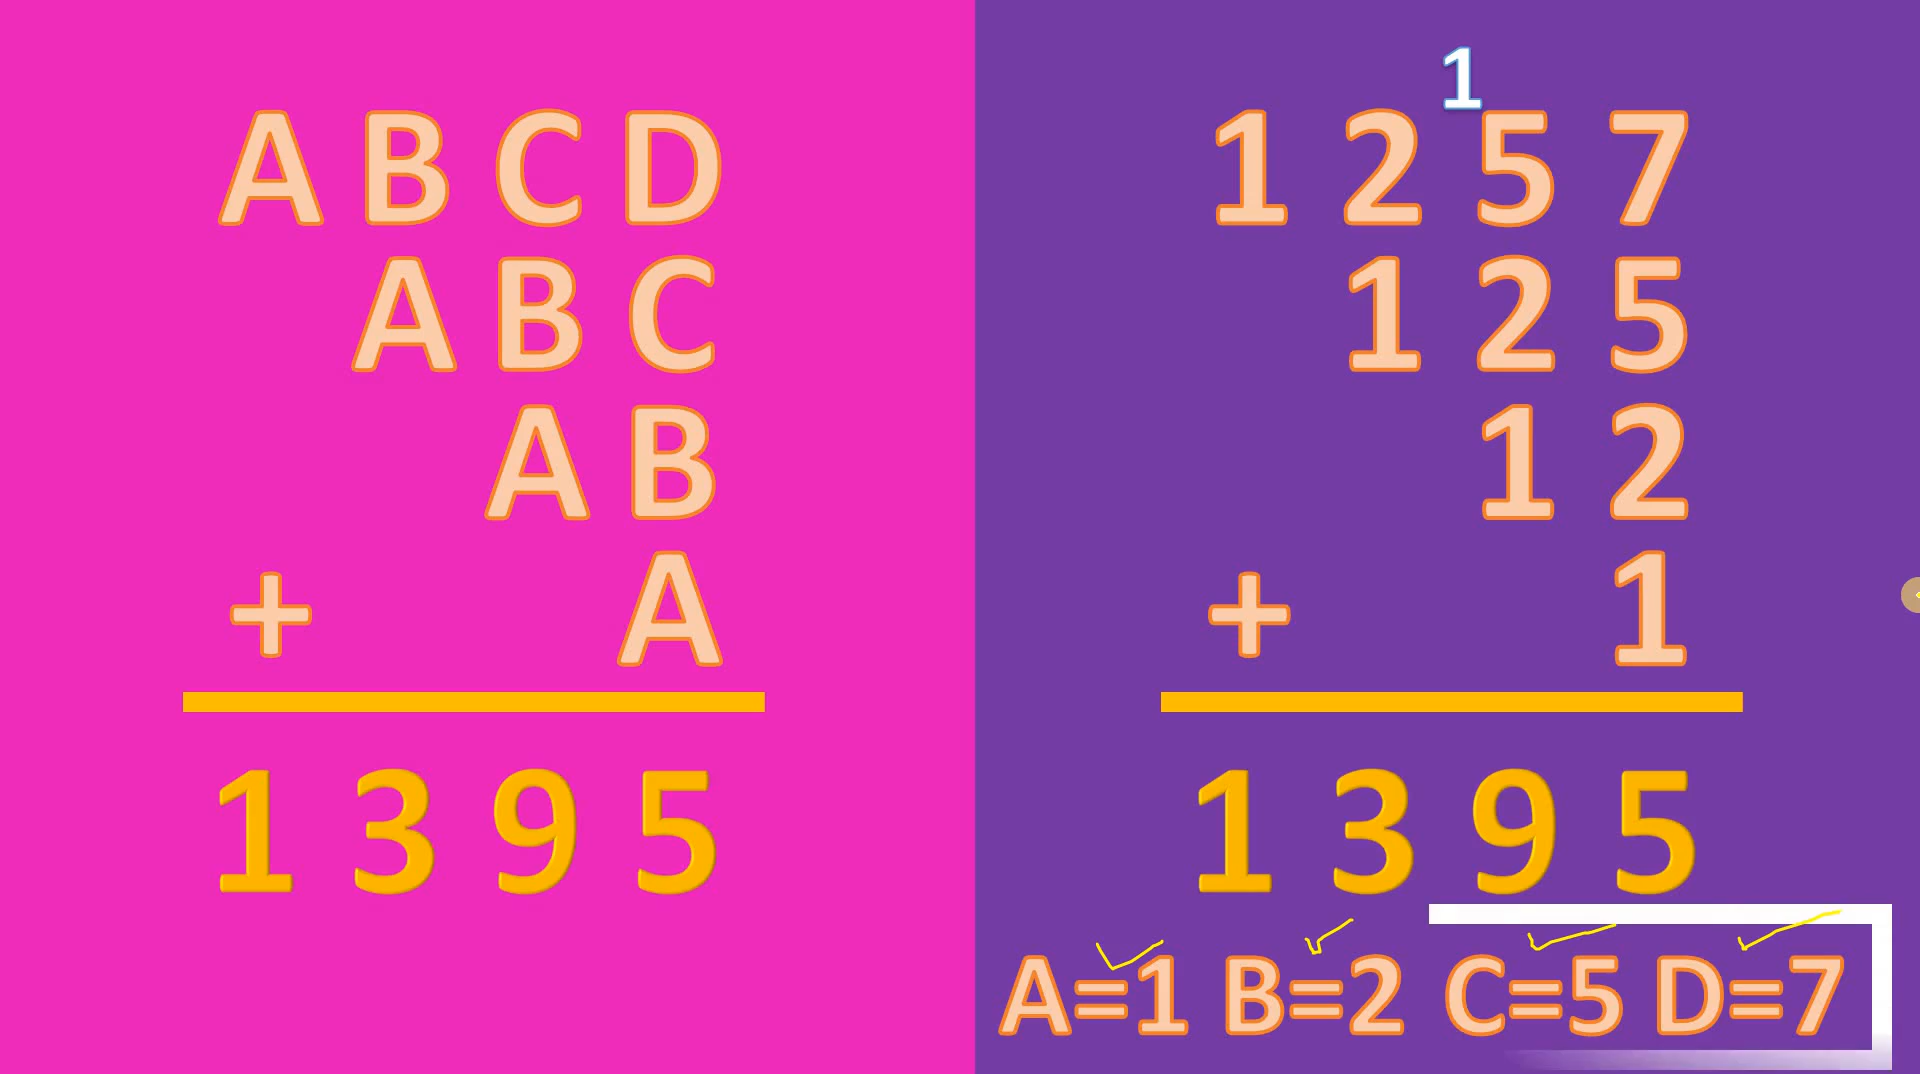 A B C D
A B C
A B
+ A
1 3 9 5
1
1 2 5 7
1 2 5
1 2
+ 1
1 3 9 5
A=1 B=2 C=5 D=7